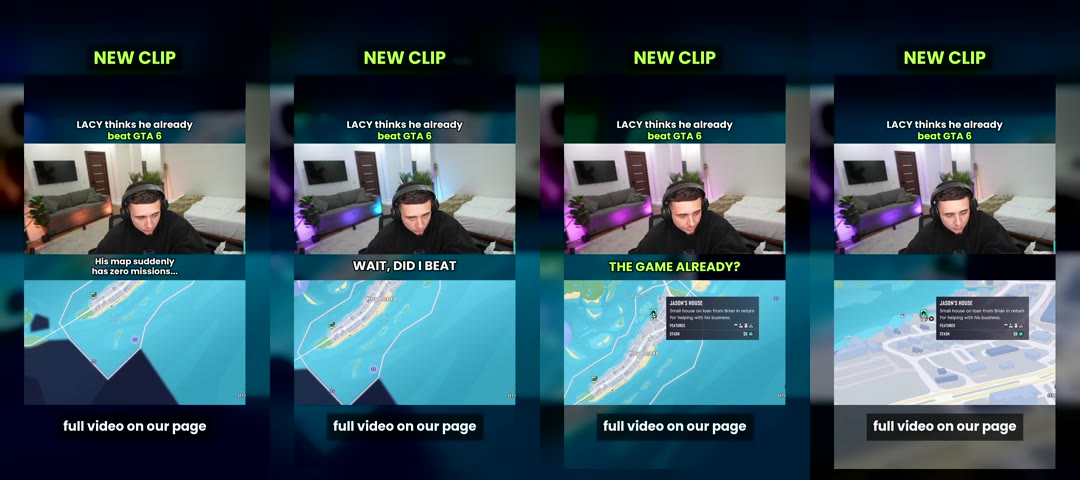 NEW CLIP
LACY thinks he already
beat GTA 6
His map suddenly
has zero missions...
full video on our page
NEW CLIP
LACY thinks he already
beat GTA 6
WAIT, DID I BEAT
full video on our page
NEW CLIP
LACY thinks he already
beat GTA 6
THE GAME ALREADY?
JASON'S HOUSE
Small house on loan from Brian in return
for helping with his business.
FEATURES
STASH
full video on our page
NEW CLIP
LACY thinks he already
beat GTA 6
JASON'S HOUSE
Small house on loan from Brian in return
for helping with his business.
FEATURES
STASH
full video on our page